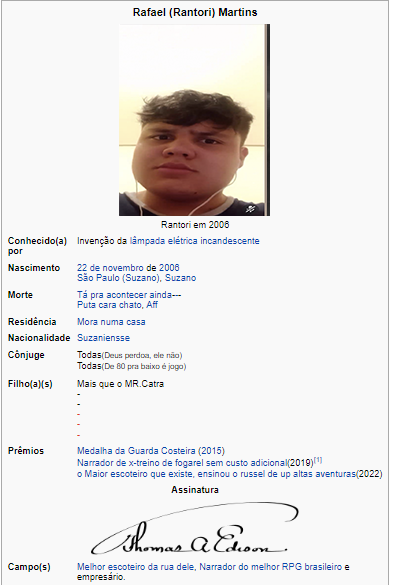 Rafael (Rantori) Martins
Rantori em 2006
Conhecido(a) por Invenção da lâmpada elétrica incandescente
Nascimento 22 de novembro de 2006
São Paulo (Suzano), Suzano
Morte Tá pra acontecer ainda---
Puta cara chato, Aff
Residência Mora numa casa
Nacionalidade Suzaniensse
Cônjuge Todas(Deus perdoa, ele não)
Todas(De 80 pra baixo é jogo)
Filho(a)(s) Mais que o MR.Catra
-
-
-
-
-
Prêmios Medalha da Guarda Costeira (2015)
Narrador de x-treino de fogarel sem custo adicional(2019)[1]
o Maior escoteiro que existe, ensinou o russel de up altas aventuras(2022)
Assinatura
Thomas A Edison.
Campo(s) Melhor escoteiro da rua dele, Narrador do melhor RPG brasileiro e
empresário.